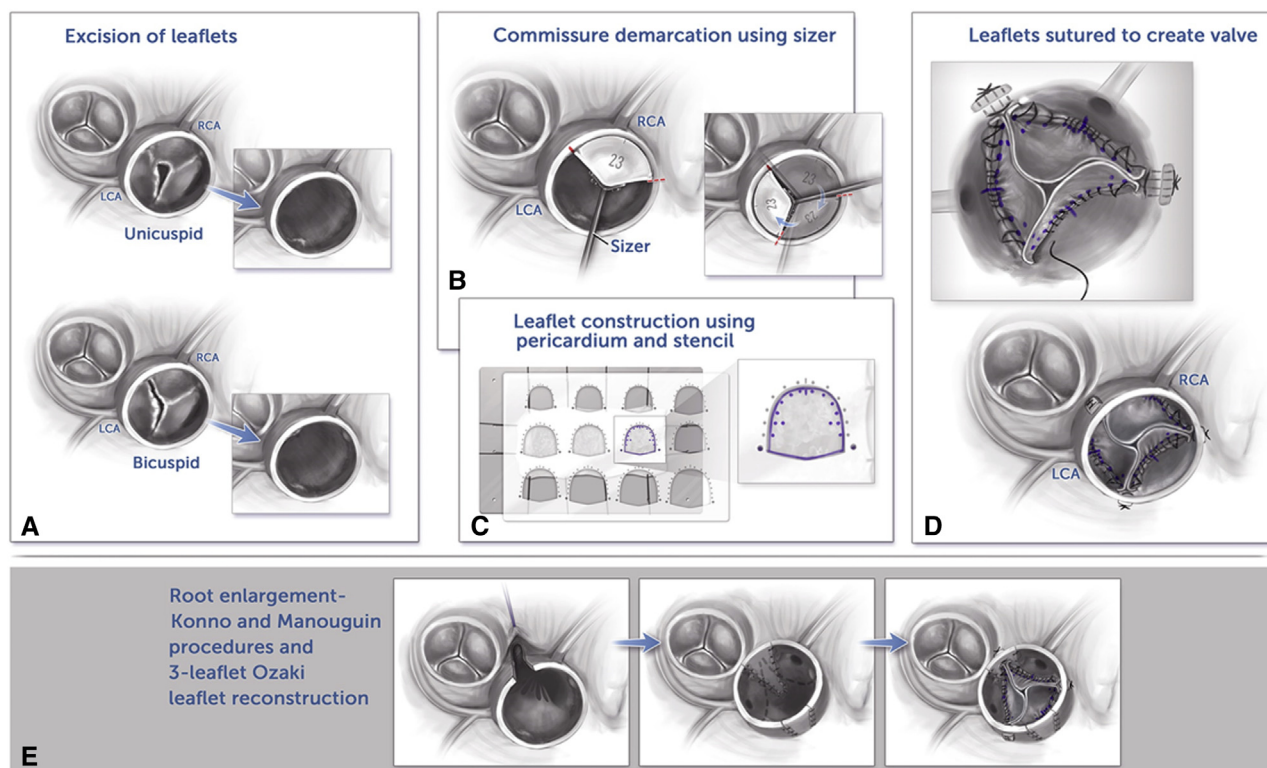 Excision of leaflets
RCA
LCA
Unicuspid
RCA
LCA
Bicuspid
A
Commissure demarcation using sizer
RCA
23
LCA
Sizer
23
23
23
B
Leaflet construction using
pericardium and stencil
C
Leaflets sutured to create valve
RCA
LCA
D
Root enlargement-
Konno and Manouguin
procedures and
3-leaflet Ozaki
leaflet reconstruction
E